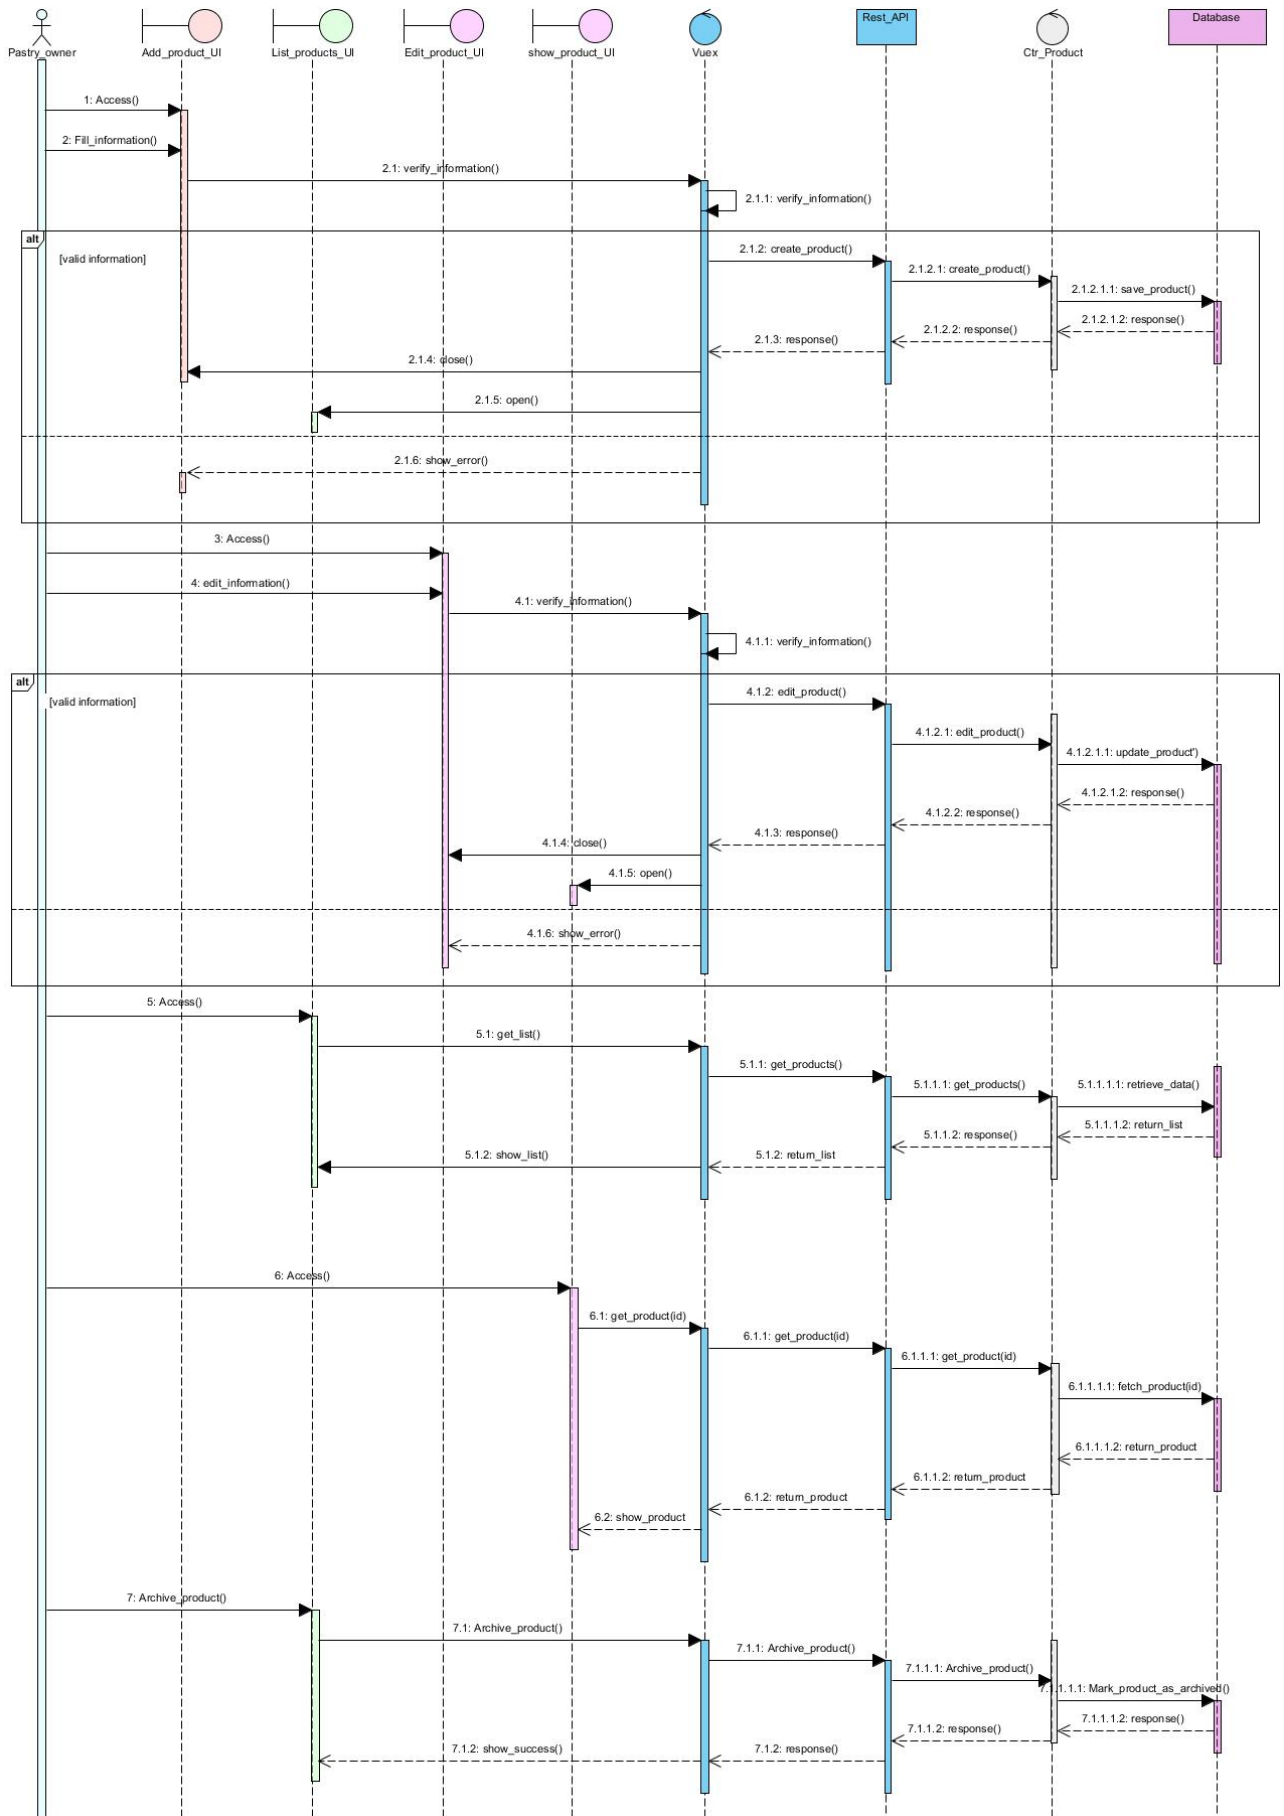 Pastry_owner
Add_product_UI
List_products_UI
Edit_product_UI
show_product_UI
Vuex
Rest_API
Ctr_Product
Database
1: Access()
2: Fill_information()
2.1: verify_information()
2.1.1: verify_information()
alt
[valid information]
2.1.2: create_product()
2.1.2.1: create_product()
2.1.2.1.1: save_product()
2.1.2.1.2: response()
2.1.2.2: response()
2.1.3: response()
2.1.4: close()
2.1.5: open()
2.1.6: show_error()
3: Access()
4: edit_information()
4.1: verify_information()
4.1.1: verify_information()
alt
[valid information]
4.1.2: edit_product()
4.1.2.1: edit_product()
4.1.2.1.1: update_product")
4.1.2.1.2: response()
4.1.2.2: response()
4.1.3: response()
4.1.4: close()
4.1.5: open()
4.1.6: show_error()
5: Access()
5.1: get_list()
5.1.1: get_products()
5.1.1.1: get_products()
5.1.1.1.1: retrieve_data()
5.1.1.1.2: return_list
5.1.1.2: response()
5.1.2: return_list
5.1.2: show_list()
6: Access()
6.1: get_product(id)
6.1.1: get_product(id)
6.1.1.1: get_product(id)
6.1.1.1.1: fetch_product(id)
6.1.1.1.2: return_product
6.1.1.2: return_product
6.1.2: return_product
6.2: show_product
7: Archive_product()
7.1: Archive_product()
7.1.1: Archive_product()
7.1.1.1: Archive_product()
7.1.1.1.1: Mark_product_as_archived()
7.1.1.1.2: response()
7.1.1.2: response()
7.1.2: response()
7.1.2: show_success()